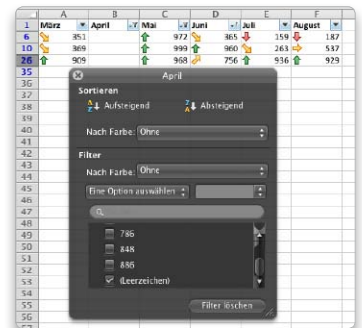 A B C D E F
1 März April Mai Juni Juli August
6 351 972 365 159 187
10 369 999 960 263 537
26 909 968 756 936 929
35 April
36 Sortieren
37
38 Aufsteigend Absteigend
39
40 Nach Farbe: Ohne
41
42 Filter
43 Nach Farbe: Ohne
44
45 Eine Option auswählen
46
47
48
49 786
50 848
51 886
52 (Leerzeichen)
53
54
55 Filter löschen
56